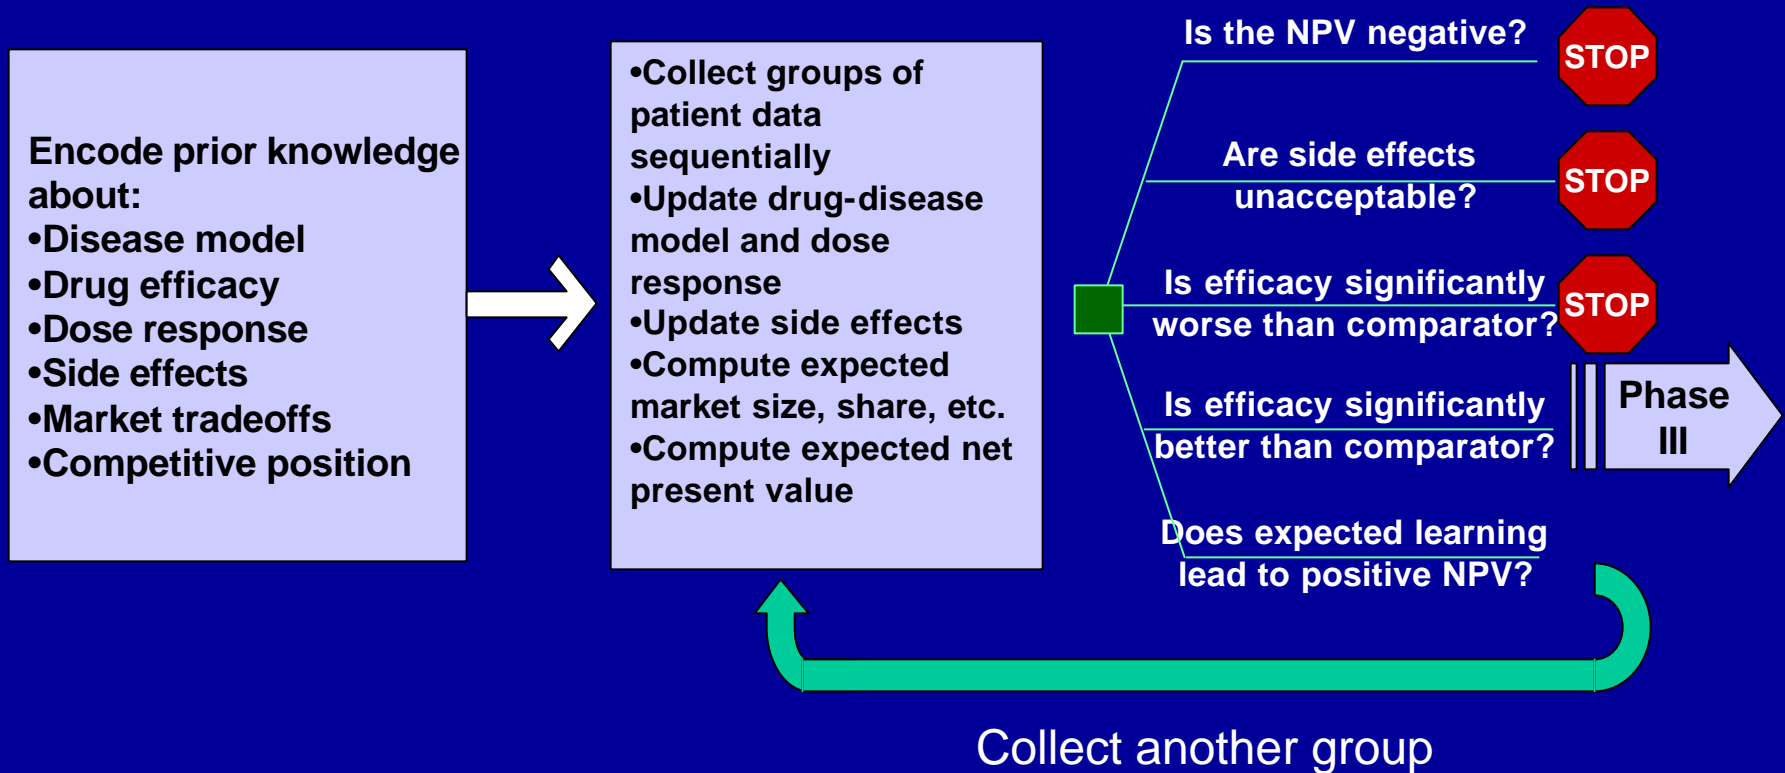 Encode prior knowledge
about:
•Disease model
•Drug efficacy
•Dose response
•Side effects
•Market tradeoffs
•Competitive position
•Collect groups of
patient data
sequentially
•Update drug-disease
model and dose
response
•Update side effects
•Compute expected
market size, share, etc.
•Compute expected net
present value
Is the NPV negative?
STOP
Are side effects
unacceptable?
STOP
Is efficacy significantly
worse than comparator?
STOP
Is efficacy significantly
better than comparator?
Phase
III
Does expected learning
lead to positive NPV?
Collect another group